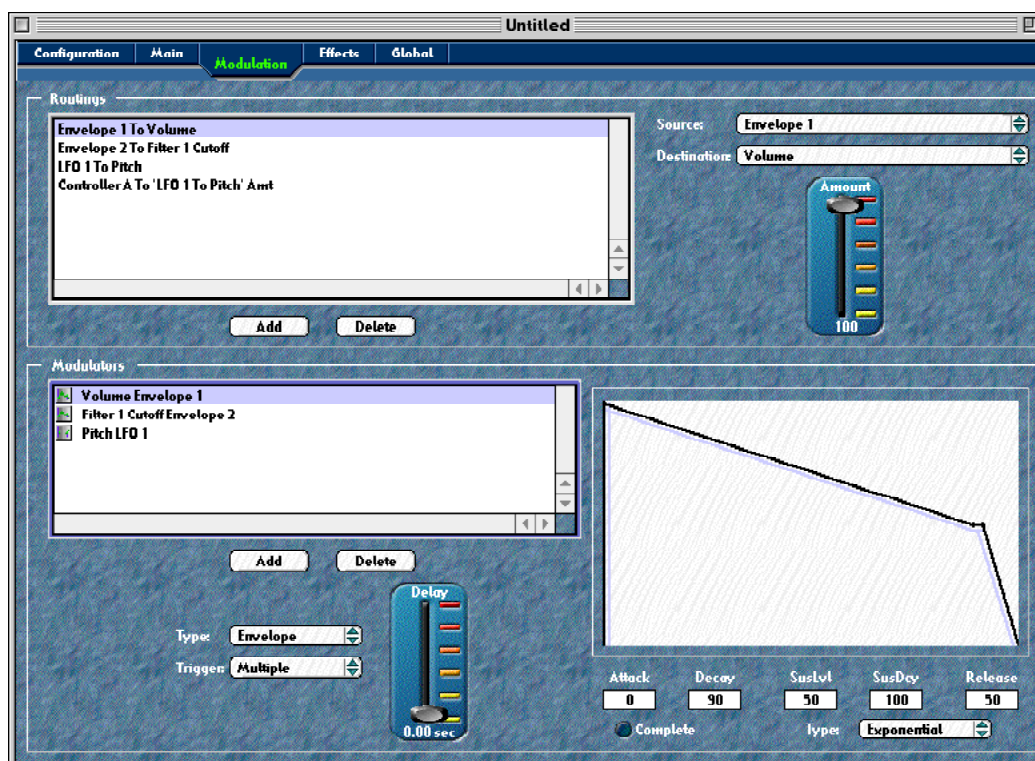 Untitled
Configuration Main Modulation Effects Global
Routings
Envelope 1 To Volume
Envelope 2 To Filter 1 Cutoff
LFO 1 To Pitch
Controller A To 'LFO 1 To Pitch' Amt
Add Delete
Source: Envelope 1
Destination: Volume
Amount
100
Modulators
Volume Envelope 1
Filter 1 Cutoff Envelope 2
Pitch LFO 1
Add Delete
Type: Envelope
Trigger: Multiple
Delay
0.00 sec
Attack Decay SusLvl SusDcy Release
0 90 50 100 50
Complete Type: Exponential